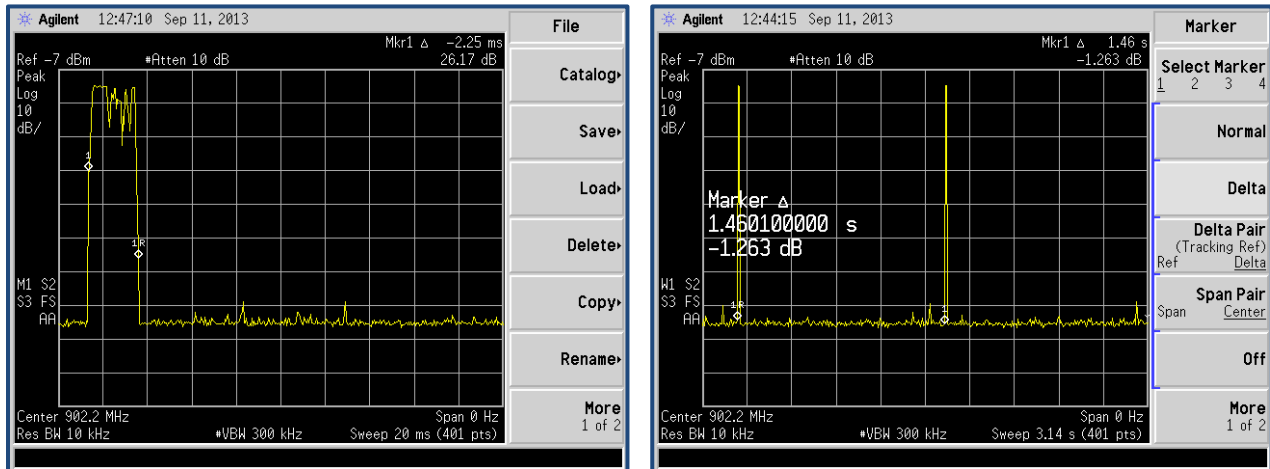 Agilent 12:47:10 Sep 11, 2013
File
Mkr1 Δ -2.25 ms
Ref -7 dBm #Atten 10 dB 26.17 dB
Peak
Log
10
dB/
1
1R
M1 S2
S3 FS
AA
Center 902.2 MHz Span 0 Hz
Res BW 10 kHz #VBW 300 kHz Sweep 20 ms (401 pts)
Catalog
Save
Load
Delete
Copy
Rename
More
1 of 2
Agilent 12:44:15 Sep 11, 2013
Marker
Mkr1 Δ 1.46 s
Ref -7 dBm #Atten 10 dB -1.263 dB
Peak
Log
10
dB/
Marker Δ
1.460100000 s
-1.263 dB
W1 S2
S3 FS
AA
1R
1
Center 902.2 MHz Span 0 Hz
Res BW 10 kHz #VBW 300 kHz Sweep 3.14 s (401 pts)
Select Marker
1 2 3 4
Normal
Delta
Delta Pair
(Tracking Ref)
Ref Delta
Span Pair
Span Center
Off
More
1 of 2